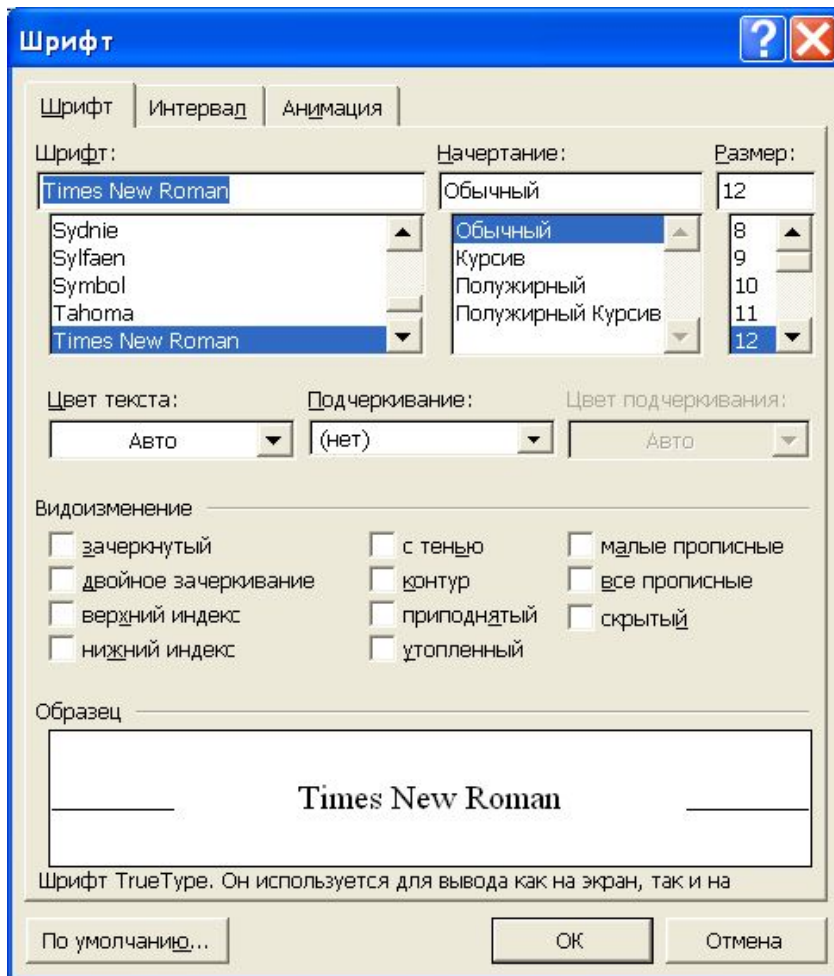 Шрифт
Шрифт Интервал Анимация
Шрифт: Начертание: Размер:
Times New Roman Обычный 12
Sydnie Обычный 8
Sylfaen Курсив 9
Symbol Полужирный 10
Tahoma Полужирный Курсив 11
Times New Roman 12
Цвет текста: Подчеркивание: Цвет подчеркивания:
Авто (нет) Авто
Видоизменение
зачеркнутый с тенью малые прописные
двойное зачеркивание контур все прописные
верхний индекс приподнятый скрытый
нижний индекс утопленный
Образец
Times New Roman
Шрифт TrueType. Он используется для вывода как на экран, так и на
По умолчанию... ОК Отмена